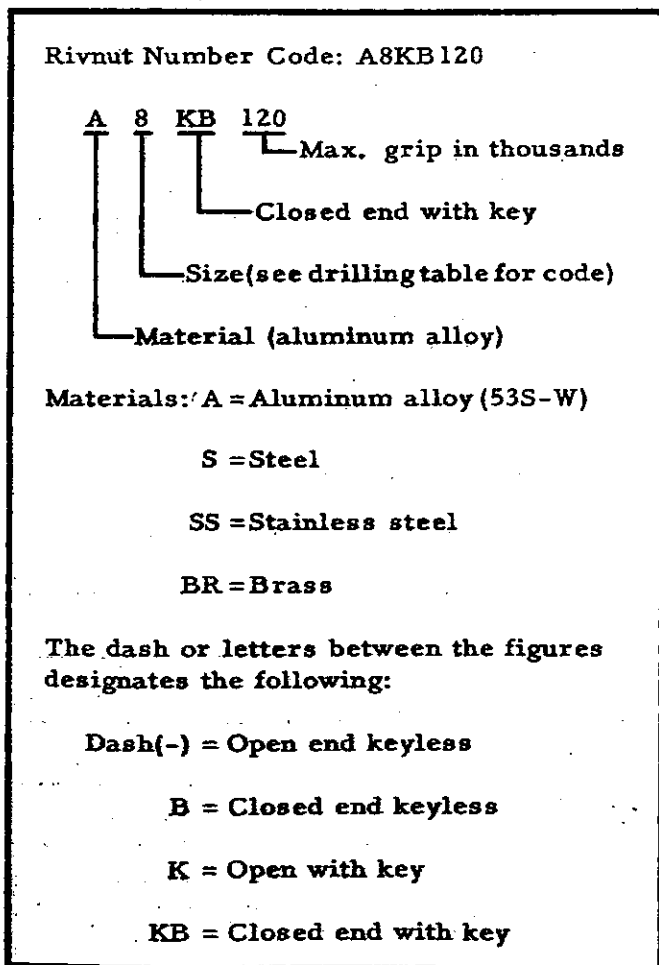 Rivnut Number Code: A8KB120
A 8 KB 120
Max. grip in thousands
Closed end with key
Size(see drilling table for code)
Material (aluminum alloy)
Materials: A = Aluminum alloy (53S-W)
S = Steel
SS = Stainless steel
BR = Brass
The dash or letters between the figures
designates the following:
Dash(-) = Open end keyless
B = Closed end keyless
K = Open with key
KB = Closed end with key